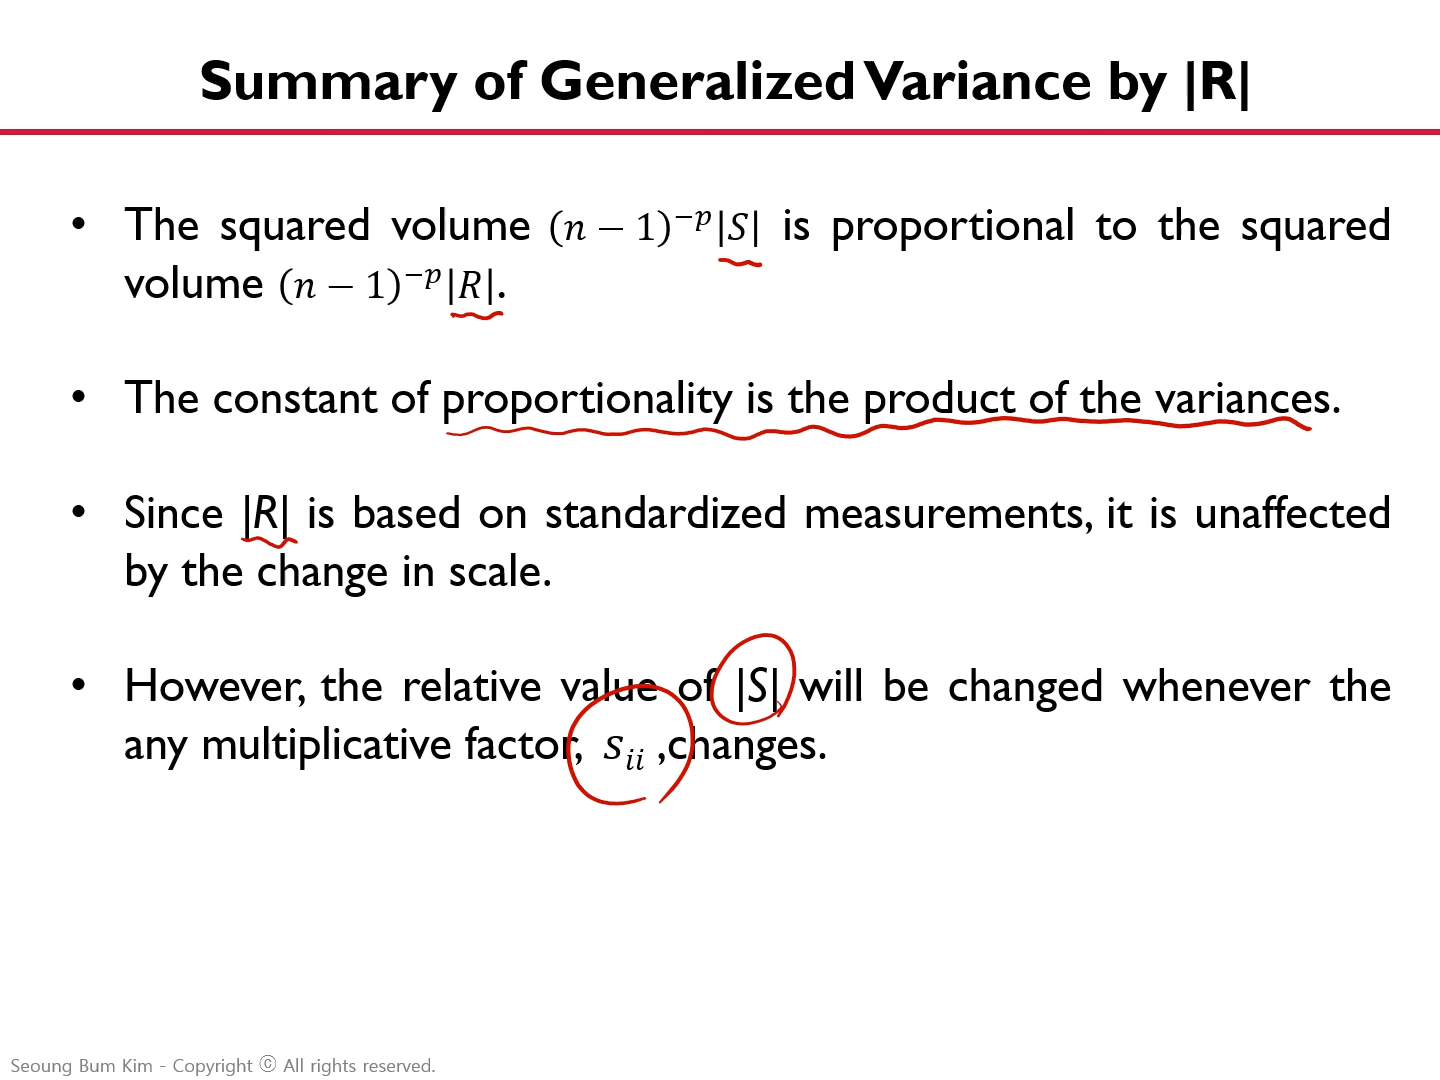 Summary of Generalized Variance by |R|
• The squared volume (n − 1)⁻ᵖ|S| is proportional to the squared
volume (n − 1)⁻ᵖ|R|.
• The constant of proportionality is the product of the variances.
• Since |R| is based on standardized measurements, it is unaffected
by the change in scale.
• However, the relative value of |S| will be changed whenever the
any multiplicative factor, sᵢᵢ ,changes.
Seoung Bum Kim - Copyright ⓒ All rights reserved.